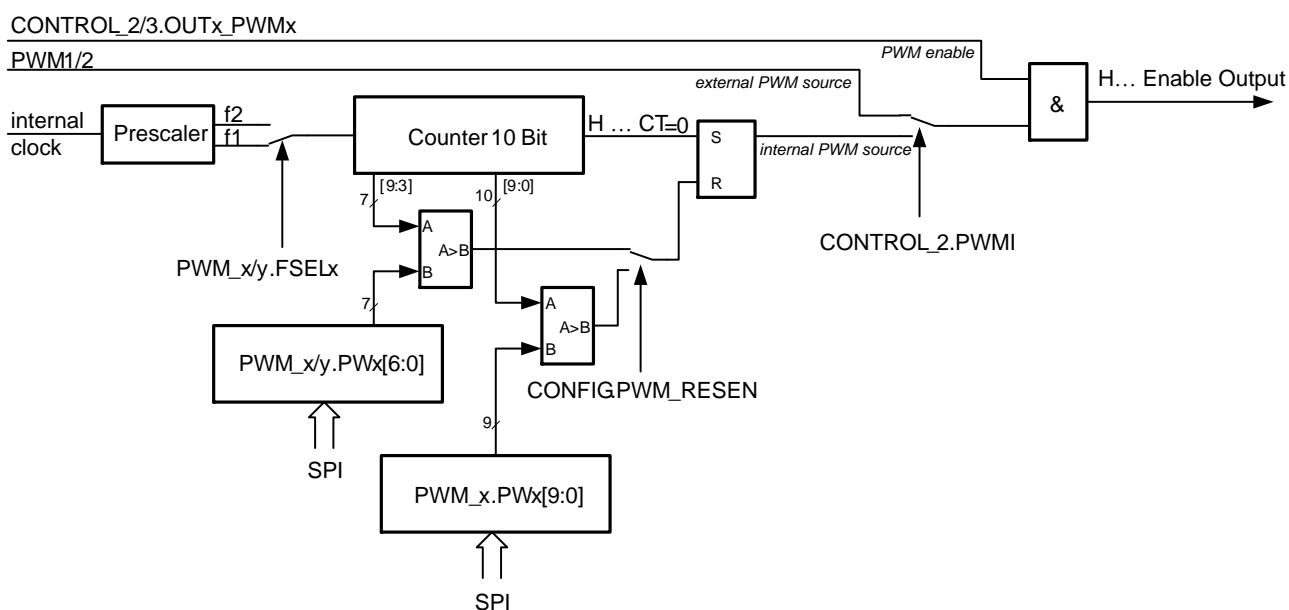 CONTROL_2/3.OUTx_PWMx
PWM enable
PWM1/2
external PWM source
H... Enable Output
&
internal
clock
Prescaler
f2
f1
Counter 10 Bit
H ... CT=0
S
R
internal PWM source
[9:3]
7
[9:0]
10
A
A>B
B
PWM_x/y.FSELx
CONTROL_2.PWMI
7
A
A>B
B
PWM_x/y.PWx[6:0]
CONFIG.PWM_RESEN
9
SPI
PWM_x.PWx[9:0]
SPI